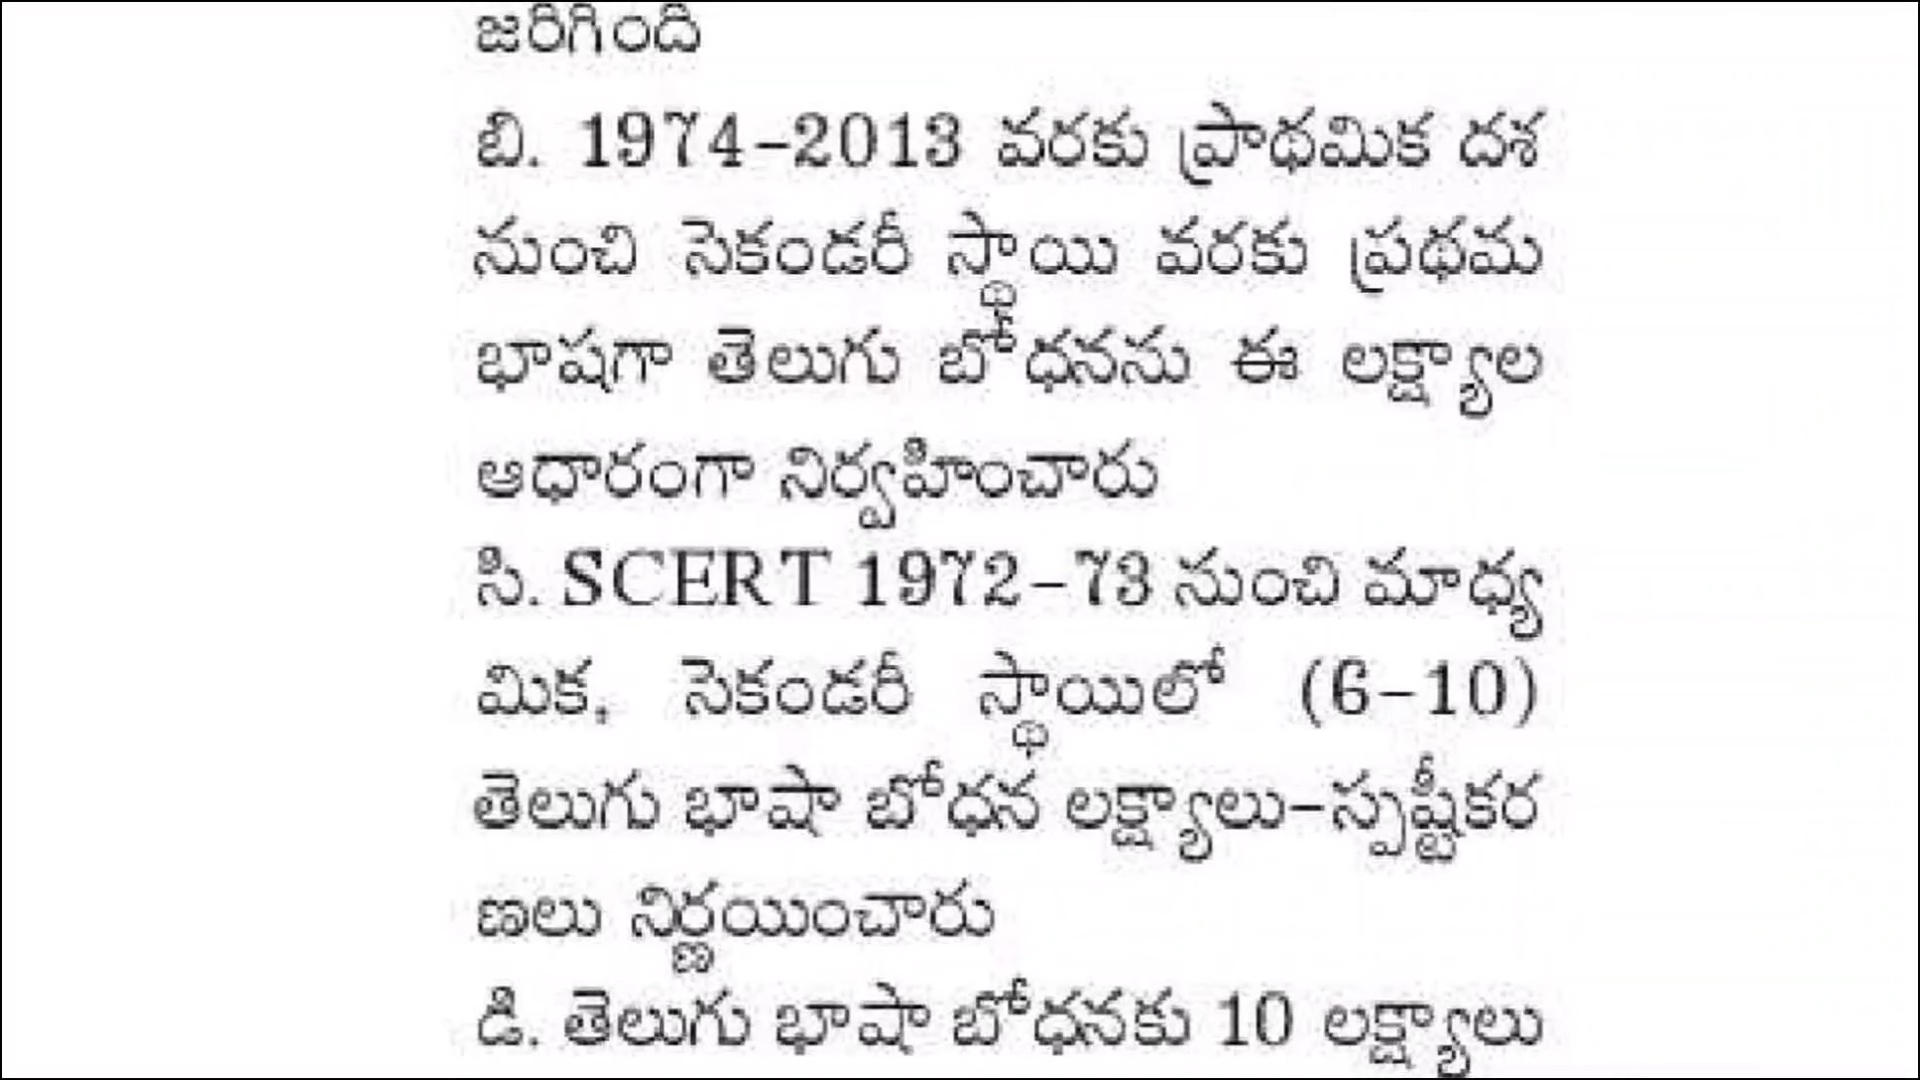 జరిగింది
బి. 1974-2013 వరకు ప్రాథమిక దశ
నుంచి సెకండరీ స్థాయి వరకు ప్రథమ
భాషగా తెలుగు బోధనను ఈ లక్ష్యాల
ఆధారంగా నిర్వహించారు
సి. SCERT 1972-73 నుంచి మాధ్య
మిక, సెకండరీ స్థాయిలో (6-10)
తెలుగు భాషా బోధన లక్ష్యాలు-స్పష్టీకర
ణలు నిర్ణయించారు
డి. తెలుగు భాషా బోధనకు 10 లక్ష్యాలు